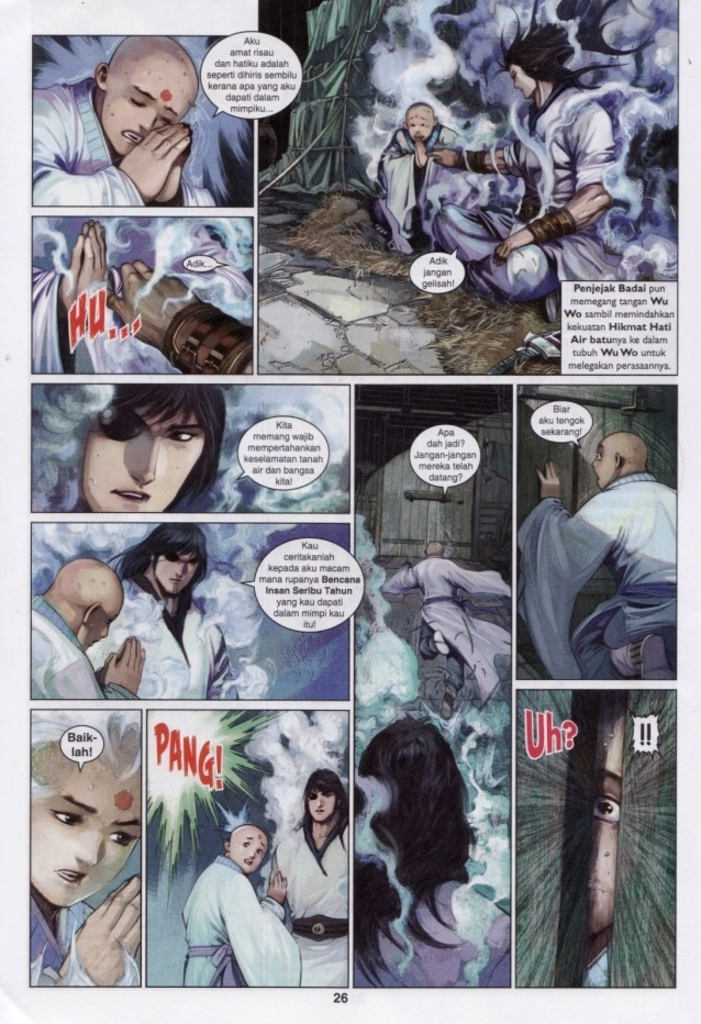 Aku
amat risau
dan hatiku adalah
seperti dihiris sembilu
kerana apa yang aku
dapati dalam
mimpiku...
Adik...
HU...
Adik
jangan
gelisah!
Penjejak Badai pun
memegang tangan Wu
Wo sambil memindahkan
kekuatan Hikmat Hati
Air batunya ke dalam
tubuh Wu Wo untuk
melegakan perasaannya.
Kita
memang wajib
mempertahankan
keselamatan tanah
air dan bangsa
kita!
Kau
ceritakanlah
kepada aku macam
mana rupanya Bencana
Insan Seribu Tahun
yang kau dapati
dalam mimpi kau
itu!
Baik-
lah!
PANG!
Apa
dah jadi?
Jangan-jangan
mereka telah
datang?
Biar
aku tengok
sekarang!
Uh?
!!
26